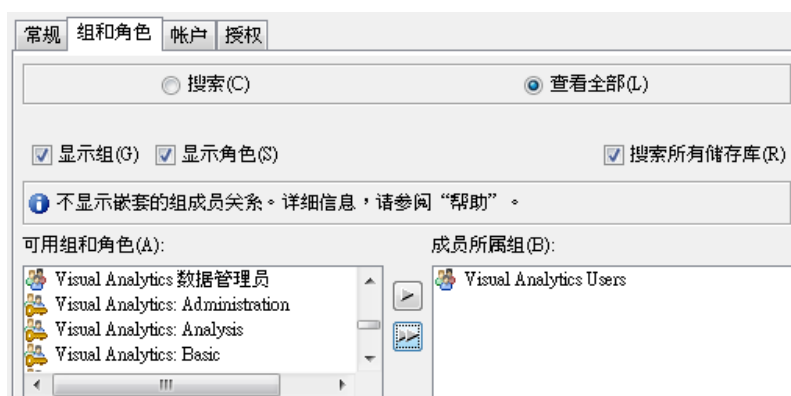 常规 组和角色 帐户 授权
搜索(C) 查看全部(L)
显示组(G) 显示角色(S) 搜索所有储存库(R)
不显示嵌套的组成员关系。详细信息，请参阅“帮助”。
可用组和角色(A): 成员所属组(B):
Visual Analytics 数据管理员
Visual Analytics: Administration
Visual Analytics: Analysis
Visual Analytics: Basic
Visual Analytics Users